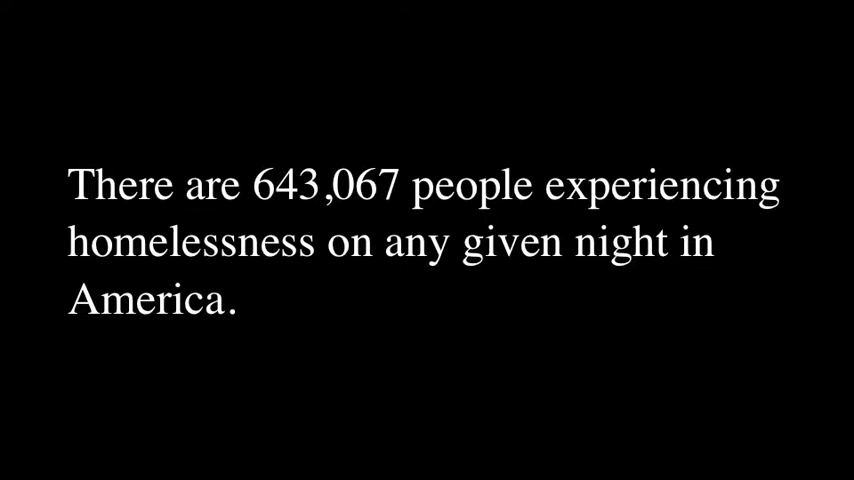 There are 643,067 people experiencing
homelessness on any given night in
America.